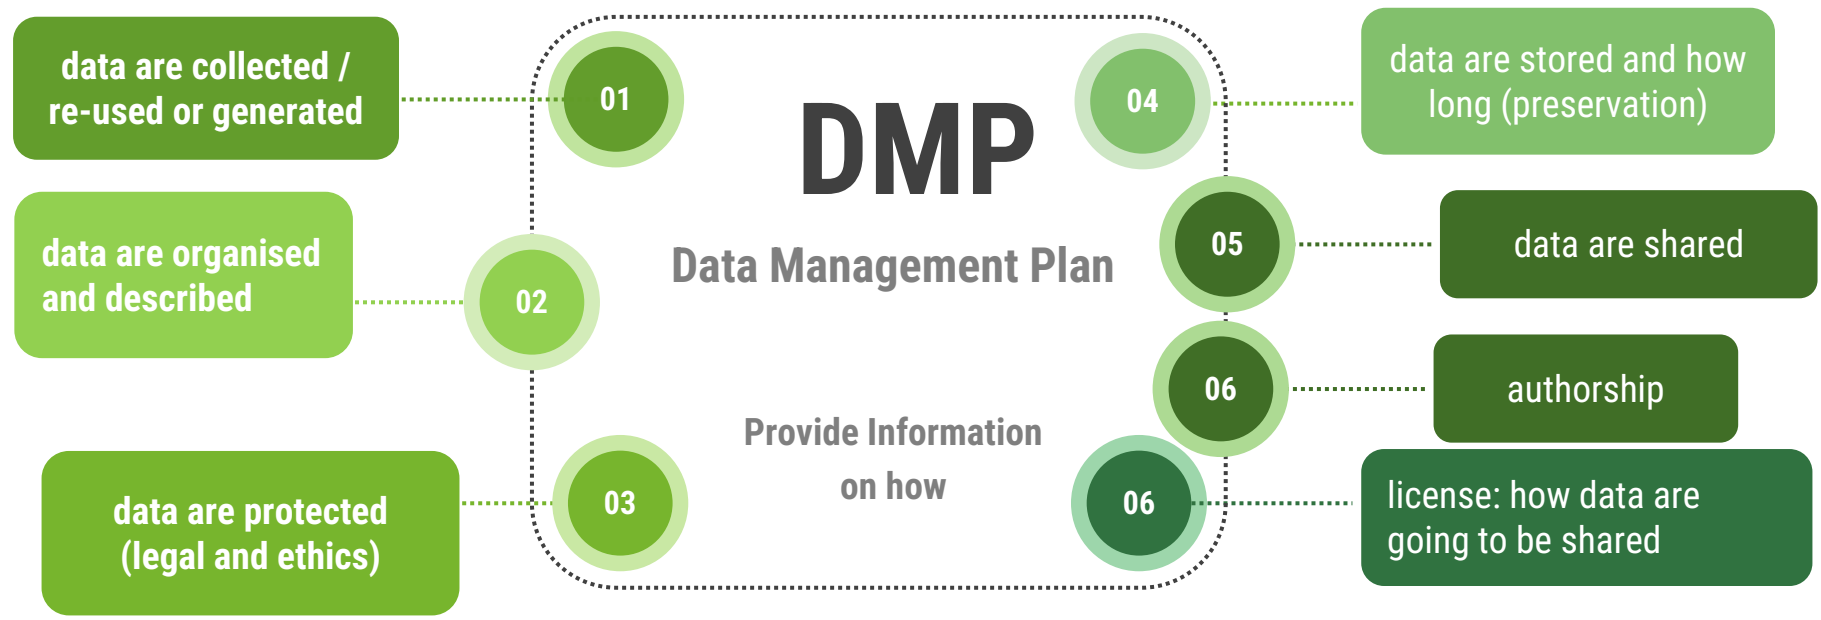 data are collected /
re-used or generated
01
data are organised
and described
02
data are protected
(legal and ethics)
03
DMP
Data Management Plan
Provide Information
on how
04
data are stored and how
long (preservation)
05
data are shared
06
authorship
06
license: how data are
going to be shared